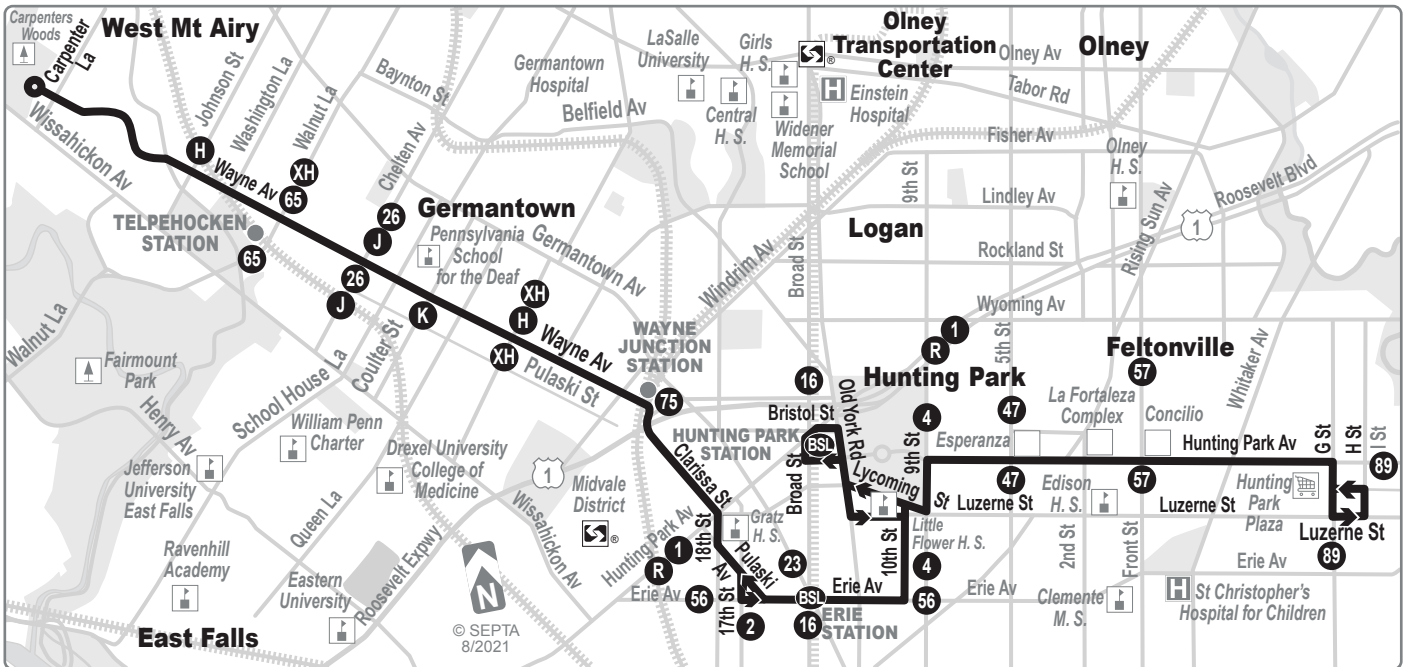 Carpenters
Woods
West Mt Airy
Carpenter
La
Wissahickon Av
Johnson St
Washington La
Walnut La
H
XH
Wayne Av
65
TELPEHOCKEN
STATION
65
Baynton St
Chelten Av
26
J
26
J
Germantown
Hospital
Belfield Av
Germantown
Pennsylvania
School
for the Deaf
Germantown Av
K
XH
H
Wayne Av
XH
Pulaski St
LaSalle
University
Girls
H. S.
Central
H. S.
Widener
Memorial
School
®
Olney
Transportation
Center
H
Einstein
Hospital
Olney Av
Olney
Tabor Rd
Fisher Av
Olney
H. S.
9th St
Lindley Av
Rising Sun Av
Roosevelt Blvd
1
Logan
Rockland St
Windrim Av
Broad St
Wyoming Av
WAYNE
JUNCTION
STATION
75
Walnut La
Fairmount
Park
Henry Av
School House La
Coulter St
William Penn
Charter
Drexel University
College of
Medicine
Jefferson
University
East Falls
Queen La
Ravenhill
Academy
Eastern
University
Roosevelt Expwy
East Falls
1
Wissahickon Av
Midvale
District
®
N
© SEPTA
8/2021
Hunting Park Av
R
1
Erie Av
56
Clarissa St
18th St
Gratz
H. S.
Pulaski
Av
17th St
2
23
BSL
16
ERIE
STATION
Erie Av
10th St
16
Bristol St
HUNTING PARK
STATION
BSL
Broad St
Old York Rd
Lycoming
St
Little
Flower H. S.
4
56
R
1
Hunting Park
4
9th St
5th St
47
Esperanza
La Fortaleza
Complex
Feltonville
57
Concilio
Whitaker Av
Hunting Park Av
47
57
Luzerne St
Edison
H. S.
Luzerne St
Hunting
Park
Plaza
G St
H St
I St
89
Luzerne St
89
2nd St
Front St
Erie Av
Erie Av
Clemente
M. S.
H
St Christopher's
Hospital for Children